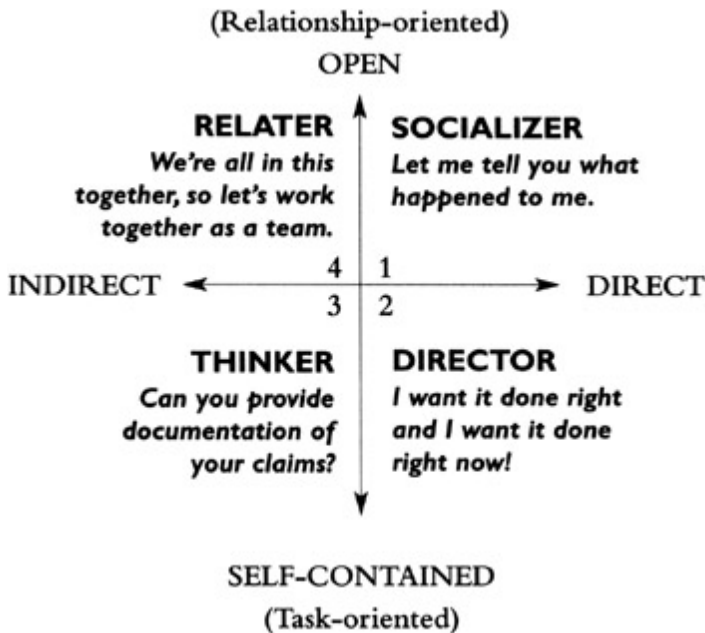 (Relationship-oriented)
OPEN
RELATER
We're all in this
together, so let's work
together as a team.
SOCIALIZER
Let me tell you what
happened to me.
4 1
INDIRECT
DIRECT
3 2
THINKER
Can you provide
documentation of
your claims?
DIRECTOR
I want it done right
and I want it done
right now!
SELF-CONTAINED
(Task-oriented)